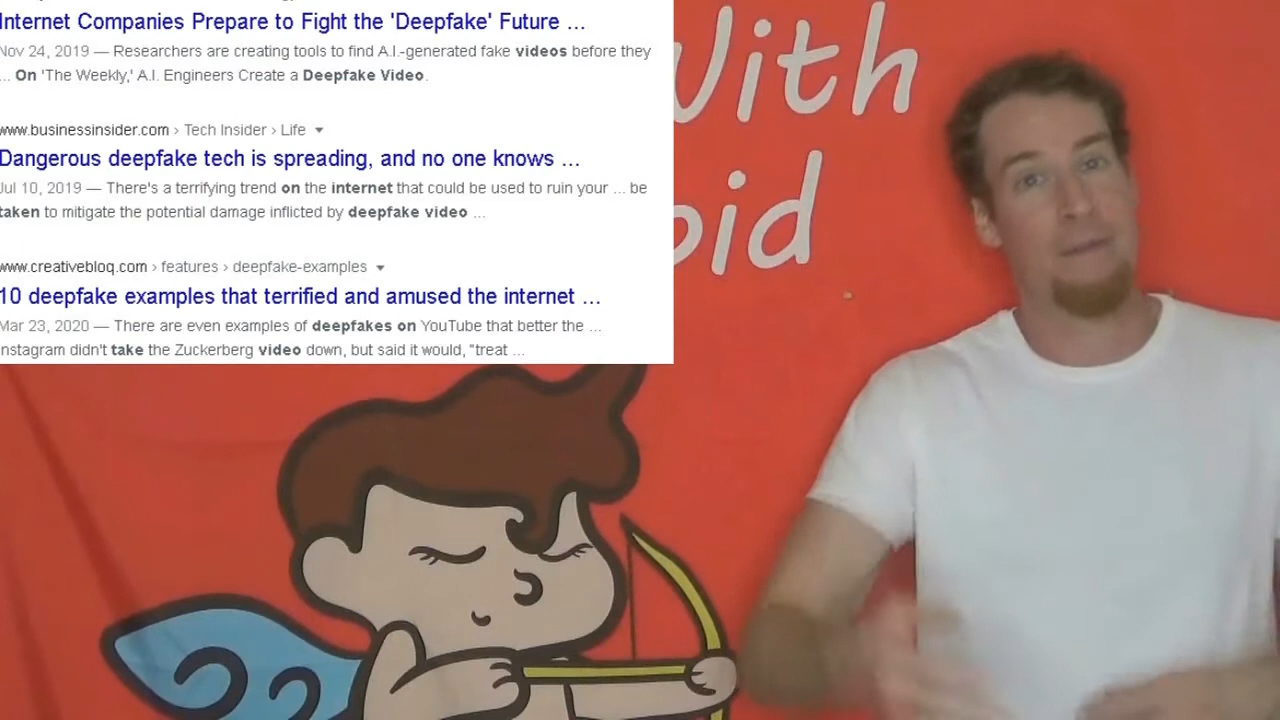 Internet Companies Prepare to Fight the 'Deepfake' Future ...
Nov 24, 2019 — Researchers are creating tools to find A.I.-generated fake videos before they
... On 'The Weekly,' A.I. Engineers Create a Deepfake Video.
www.businessinsider.com › Tech Insider › Life
Dangerous deepfake tech is spreading, and no one knows ...
Jul 10, 2019 — There's a terrifying trend on the internet that could be used to ruin your ... be
taken to mitigate the potential damage inflicted by deepfake video ...
www.creativebloq.com › features › deepfake-examples
10 deepfake examples that terrified and amused the internet ...
Mar 23, 2020 — There are even examples of deepfakes on YouTube that better the ...
Instagram didn't take the Zuckerberg video down, but said it would, "treat ...
With
pid